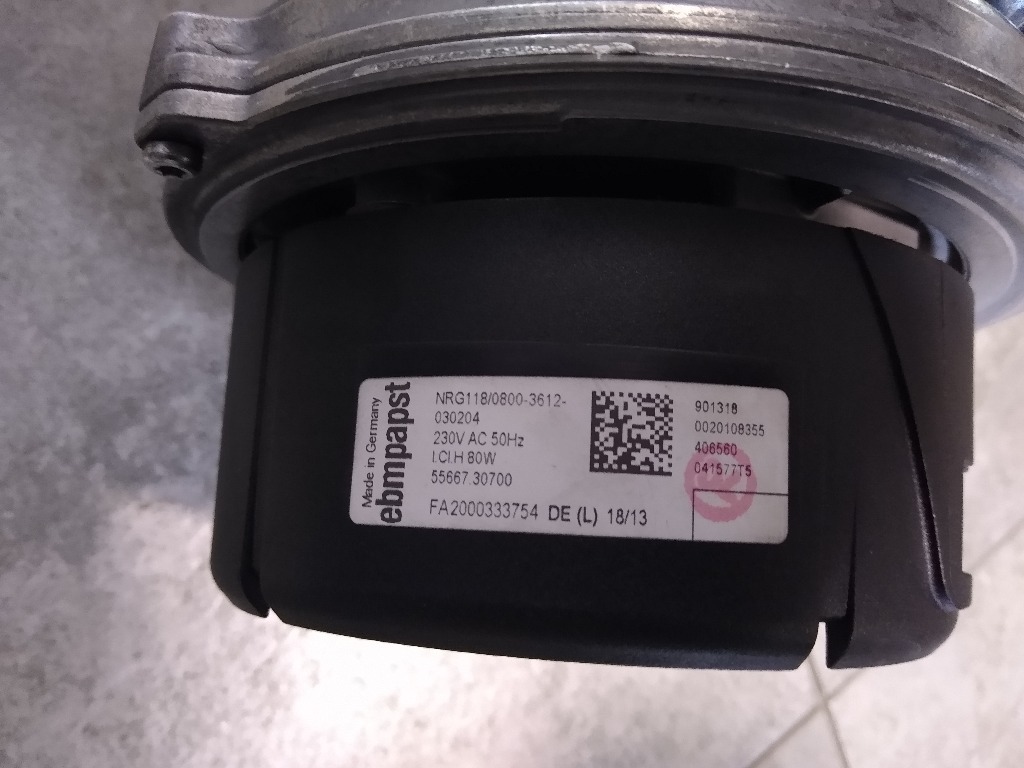 Made in Germany
ebmpapst
NRG118/0800-3612-
030204
230V AC 50Hz
I.Cl.H 80W
55667.30700
FA2000333754 DE (L) 18/13
901318
0020108355
406560
041577T5